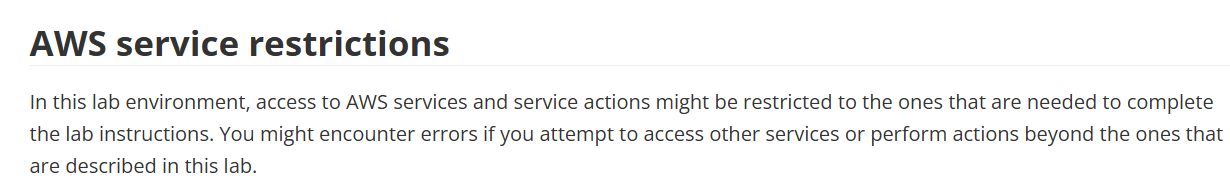 AWS service restrictions
In this lab environment, access to AWS services and service actions might be restricted to the ones that are needed to complete
the lab instructions. You might encounter errors if you attempt to access other services or perform actions beyond the ones that
are described in this lab.